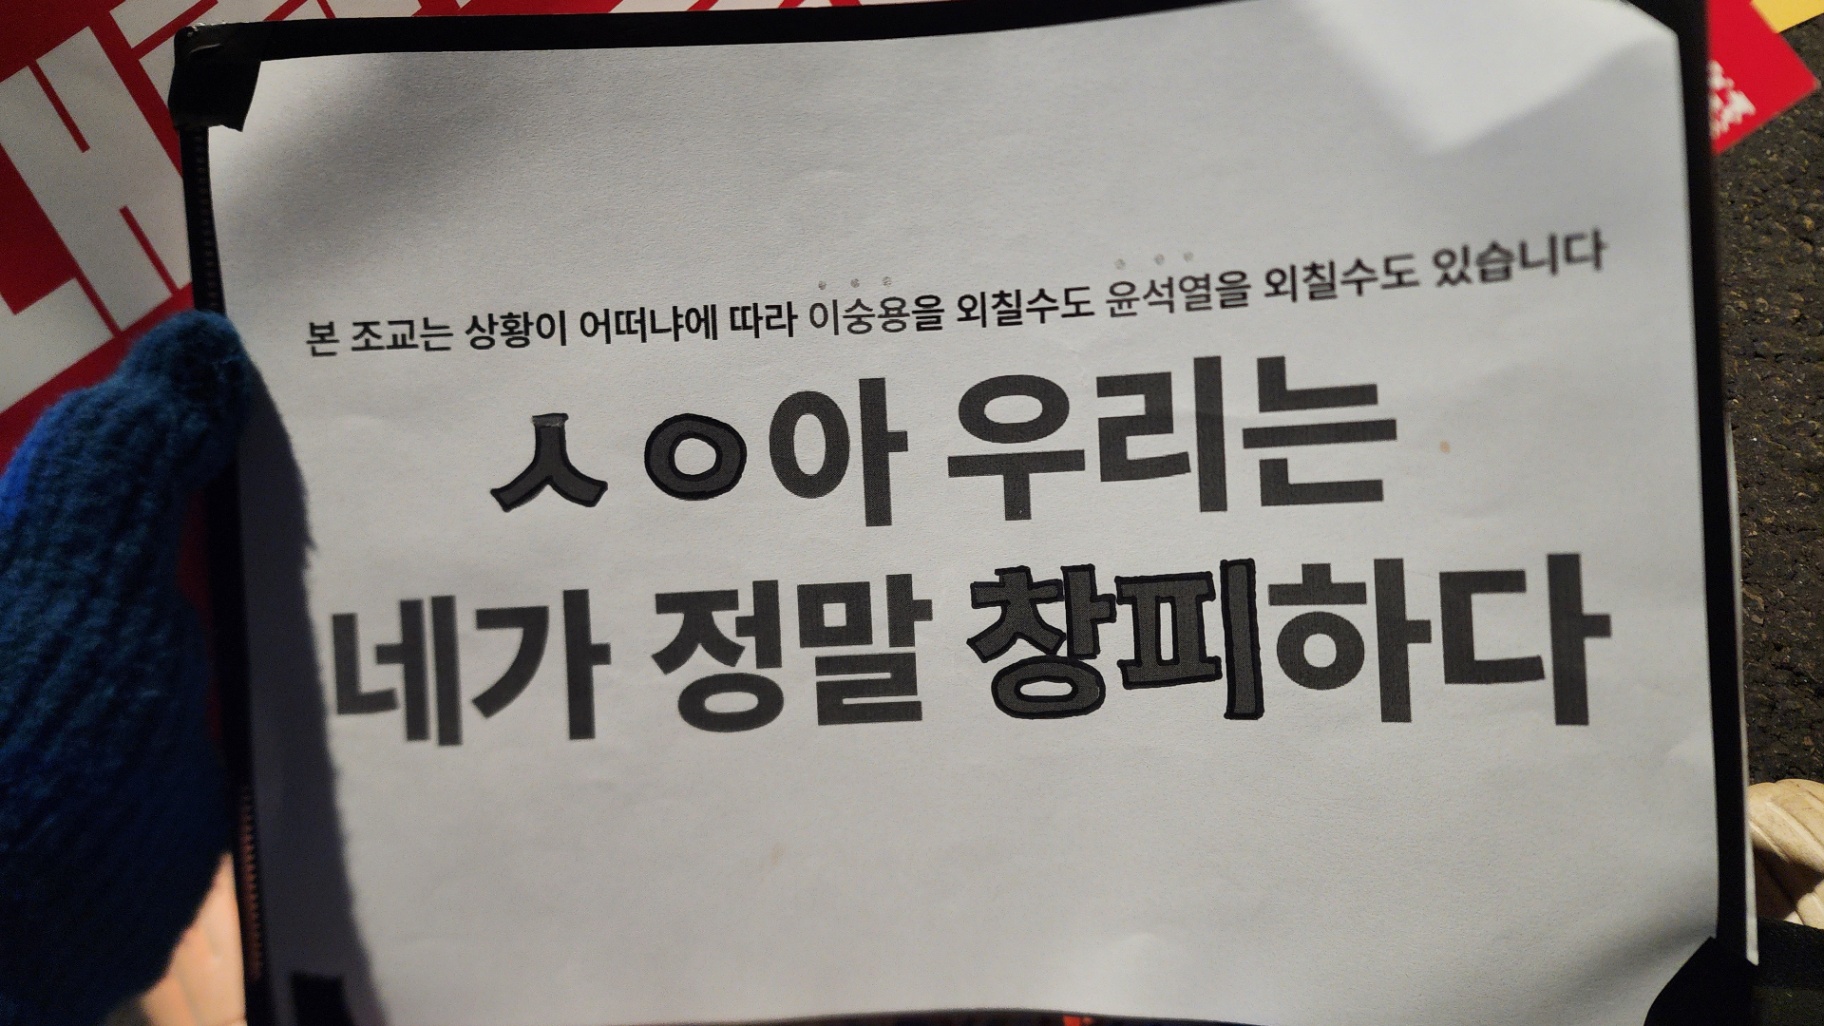 본 조교는 상황이 어떠냐에 따라 이숭용을 외칠수도 윤석열을 외칠수도 있습니다
ㅅㅇ아 우리는
네가 정말 창피하다